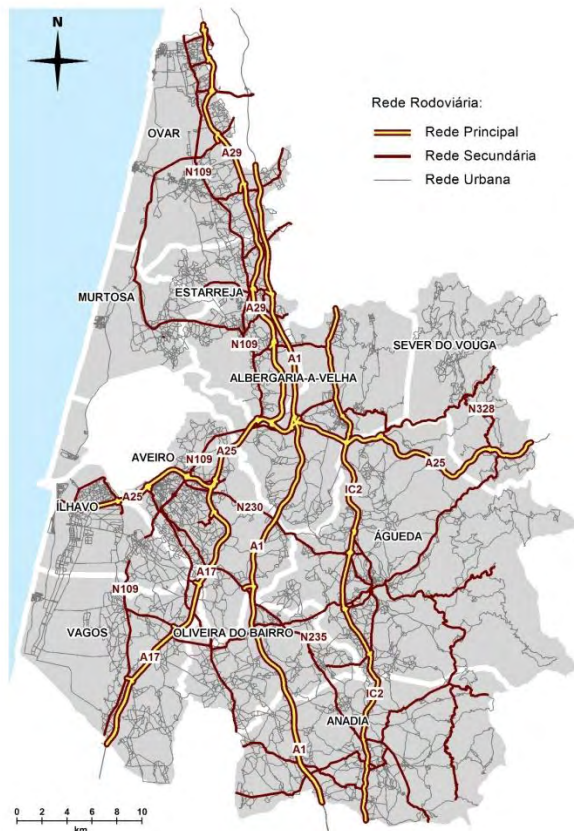 N
Rede Rodoviária:
Rede Principal
Rede Secundária
Rede Urbana
OVAR
A29
N109
MURTOSA
ESTARREJA
A29
N109
A1
SEVER DO VOUGA
ALBERGARIA-A-VELHA
N328
AVEIRO
N109
A25
A25
A25
ÍLHAVO
N230
IC2
A1
ÁGUEDA
A17
N109
VAGOS
OLIVEIRA DO BAIRRO
N235
A17
IC2
ANADIA
A1
0 2 4 6 8 10
km